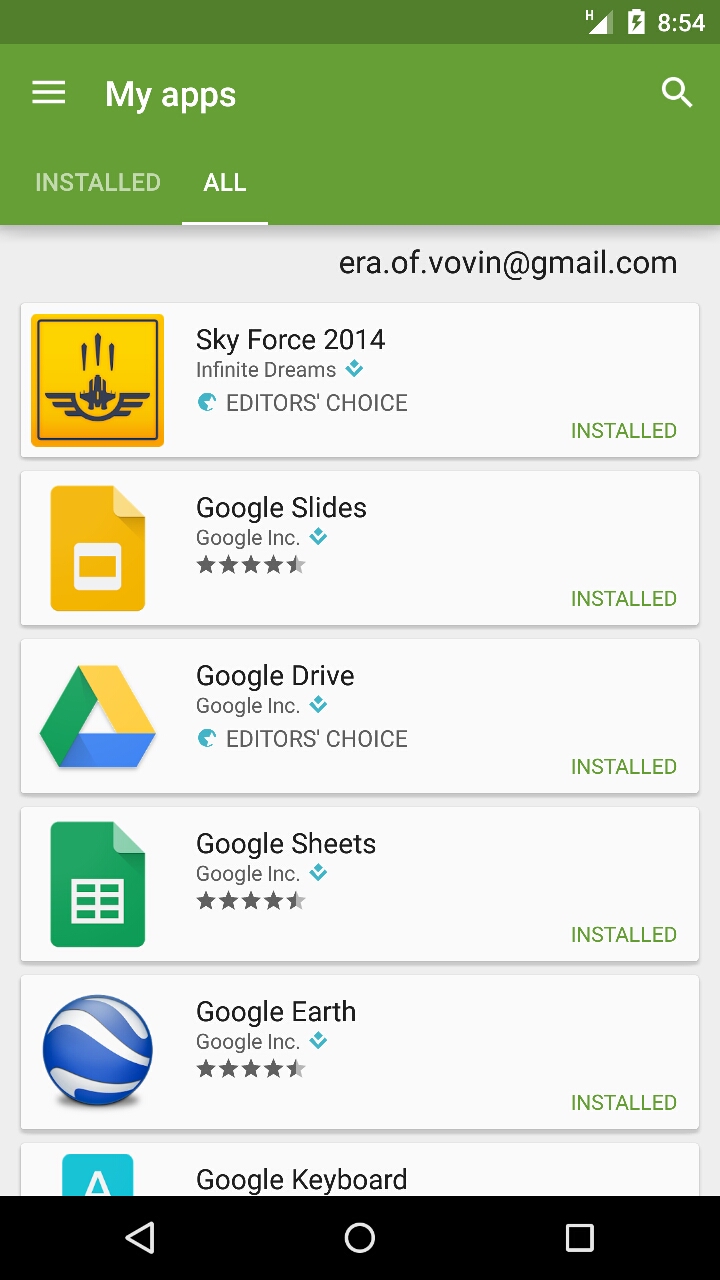 H 8:54
My apps
INSTALLED ALL
era.of.vovin@gmail.com
Sky Force 2014
Infinite Dreams
EDITORS' CHOICE
INSTALLED
Google Slides
Google Inc.
INSTALLED
Google Drive
Google Inc.
EDITORS' CHOICE
INSTALLED
Google Sheets
Google Inc.
INSTALLED
Google Earth
Google Inc.
INSTALLED
A
Google Keyboard